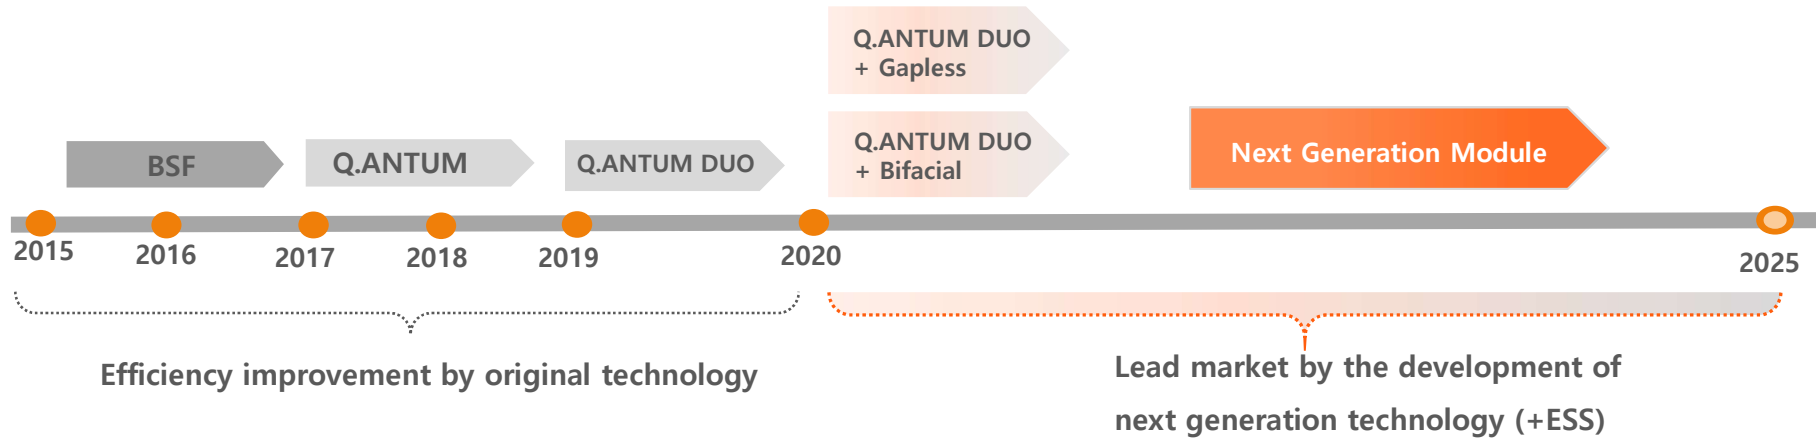 Q.ANTUM DUO
+ Gapless
BSF
Q.ANTUM
Q.ANTUM DUO
Q.ANTUM DUO
+ Bifacial
Next Generation Module
2015
2016
2017
2018
2019
2020
2025
Efficiency improvement by original technology
Lead market by the development of
next generation technology (+ESS)